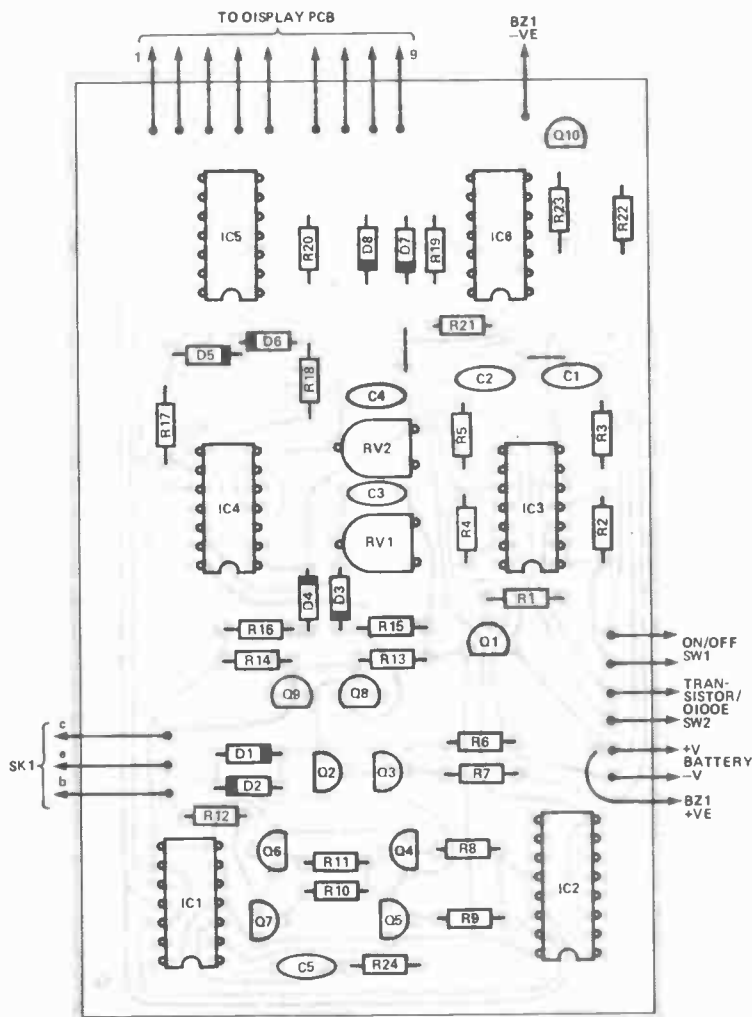 TO DISPLAY PCB
BZ1
–VE
1
9
Q10
IC5
R20
D8
D7
R19
IC6
R23
R22
R21
D6
D5
R18
C4
C2
C1
R17
RV2
R5
R3
C3
IC4
RV1
R4
IC3
R2
D4
D3
R1
R16
R15
Q1
ON/OFF
SW1
R14
R13
Q9
Q8
TRAN-
SISTOR/
DIODE
SW2
c
SK1
e
b
D1
Q2
Q3
R6
+V
BATTERY
D2
R7
–V
BZ1
+VE
R12
Q6
R11
Q4
R8
R10
IC1
IC2
Q7
Q5
R9
C5
R24